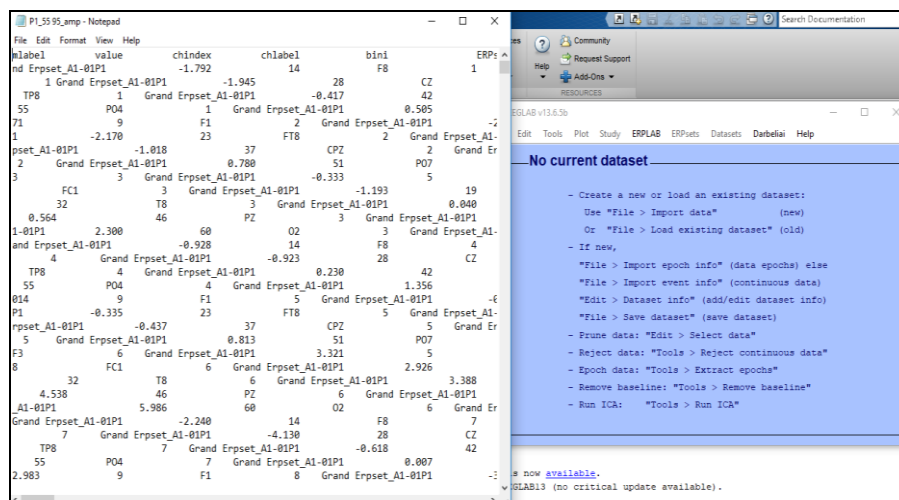 P1_5595_amp - Notepad
File Edit Format View Help
mlabel value chindex chlabel bini ERPs
nd Erpset_A1-01P1 -1.792 14 F8 1
1 Grand Erpset_A1-01P1 -1.945 28 CZ
TP8 1 Grand Erpset_A1-01P1 -0.417 42
55 PO4 1 Grand Erpset_A1-01P1 0.505
71 9 F1 2 Grand Erpset_A1-01P1 -2
1 -2.170 23 FT8 2 Grand Erpset_A1-
pset_A1-01P1 -1.018 37 CPZ 2 Grand Er
2 Grand Erpset_A1-01P1 0.780 51 PO7
3 3 Grand Erpset_A1-01P1 -0.333 5
FC1 3 Grand Erpset_A1-01P1 -1.193 19
32 T8 3 Grand Erpset_A1-01P1 0.040
0.564 46 PZ 3 Grand Erpset_A1-01P1
1-01P1 2.300 60 O2 3 Grand Erpset_A1-
and Erpset_A1-01P1 -0.928 14 F8 4
4 Grand Erpset_A1-01P1 -0.923 28 CZ
TP8 4 Grand Erpset_A1-01P1 0.230 42
55 PO4 4 Grand Erpset_A1-01P1 1.356
014 9 F1 5 Grand Erpset_A1-01P1 -6
P1 -0.335 23 FT8 5 Grand Erpset_A1-
rpset_A1-01P1 -0.437 37 CPZ 5 Grand Er
5 Grand Erpset_A1-01P1 0.813 51 PO7
F3 6 Grand Erpset_A1-01P1 3.321 5
8 FC1 6 Grand Erpset_A1-01P1 2.926
32 T8 6 Grand Erpset_A1-01P1 3.388
4.538 46 PZ 6 Grand Erpset_A1-01P1
_A1-01P1 5.986 60 O2 6 Grand Er
Grand Erpset_A1-01P1 -2.240 14 F8 7
7 Grand Erpset_A1-01P1 -4.130 28 CZ
TP8 7 Grand Erpset_A1-01P1 -0.618 42
55 PO4 7 Grand Erpset_A1-01P1 0.007
2.983 9 F1 8 Grand Erpset_A1-01P1 -3
Search Documentation
es
Help
Community
Request Support
Add-Ons
RESOURCES
EGLAB v13.6.5b
Edit Tools Plot Study ERPLAB ERPsets Datasets Darbeliai Help
No current dataset
- Create a new or load an existing dataset:
Use "File > Import data" (new)
Or "File > Load existing dataset" (old)
- If new,
"File > Import epoch info" (data epochs) else
"File > Import event info" (continuous data)
"Edit > Dataset info" (add/edit dataset info)
"File > Save dataset" (save dataset)
- Prune data: "Edit > Select data"
- Reject data: "Tools > Reject continuous data"
- Epoch data: "Tools > Extract epochs"
- Remove baseline: "Tools > Remove baseline"
- Run ICA: "Tools > Run ICA"
s now available.
EGLAB13 (no critical update available).